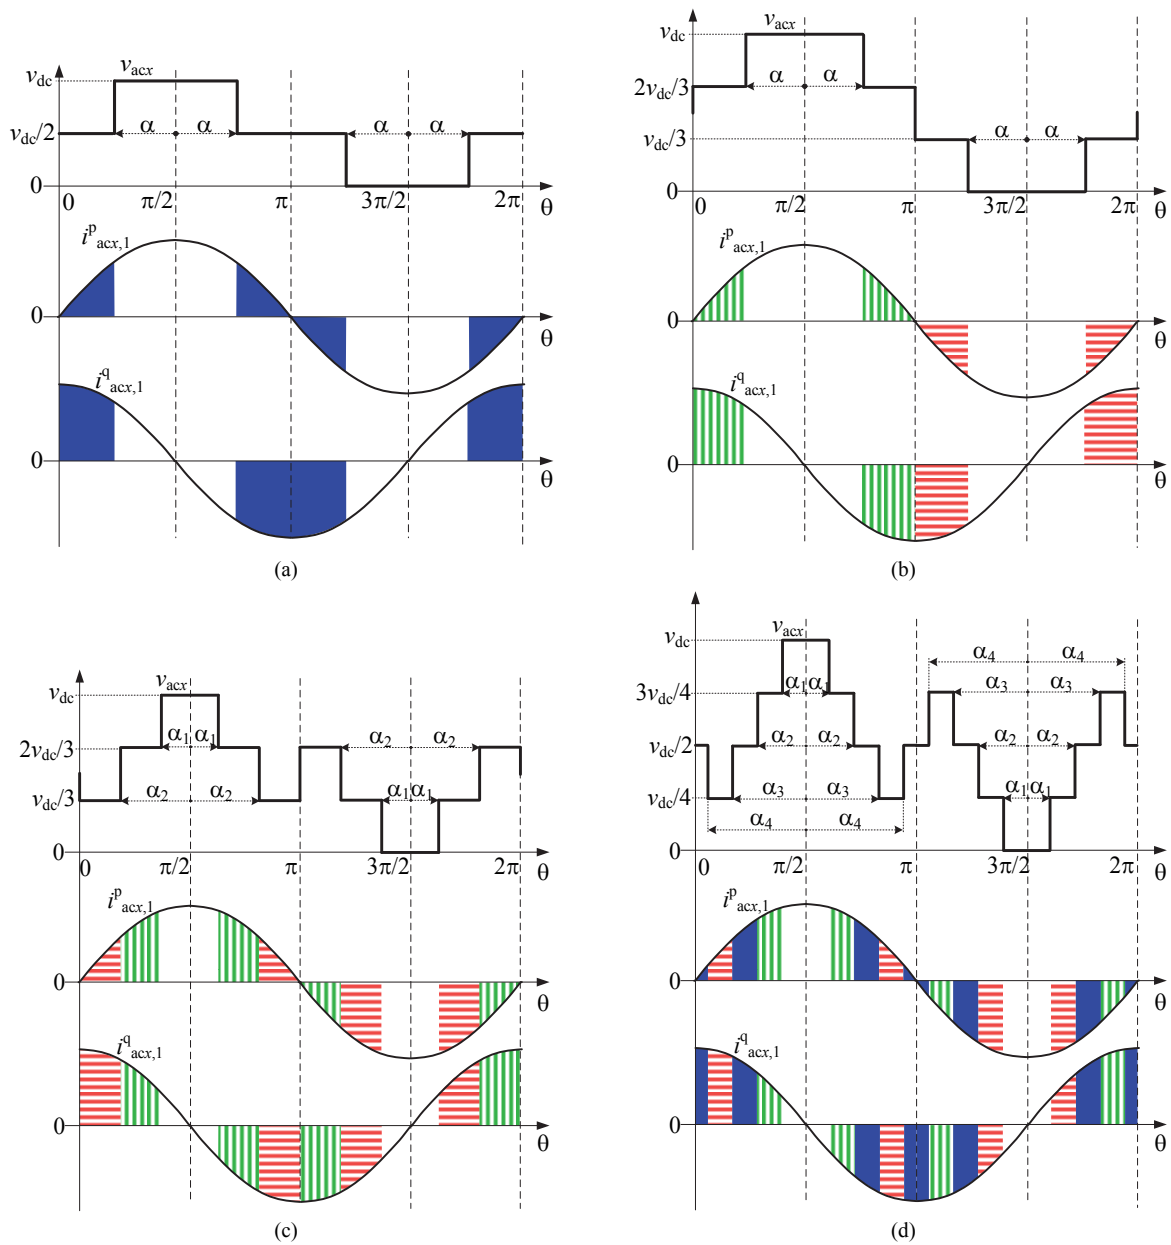 v_dc
v_acx
v_dc/2
α α
α α
0
0
π/2
π
3π/2
2π
θ
i^p_acx,1
0
θ
i^q_acx,1
0
θ
(a)
v_dc
v_acx
2v_dc/3
α α
v_dc/3
α α
0
0
π/2
π
3π/2
2π
θ
i^p_acx,1
0
θ
i^q_acx,1
0
θ
(b)
v_dc
v_acx
2v_dc/3
α₁ α₁
α₂ α₂
v_dc/3
α₂ α₂
α₁ α₁
0
0
π/2
π
3π/2
2π
θ
i^p_acx,1
0
θ
i^q_acx,1
0
θ
(c)
v_dc
v_acx
α₄ α₄
3v_dc/4
α₁ α₁
α₃ α₃
v_dc/2
α₂ α₂
α₂ α₂
v_dc/4
α₃ α₃
α₁ α₁
α₄ α₄
0
0
π/2
π
3π/2
2π
θ
i^p_acx,1
0
θ
i^q_acx,1
0
θ
(d)